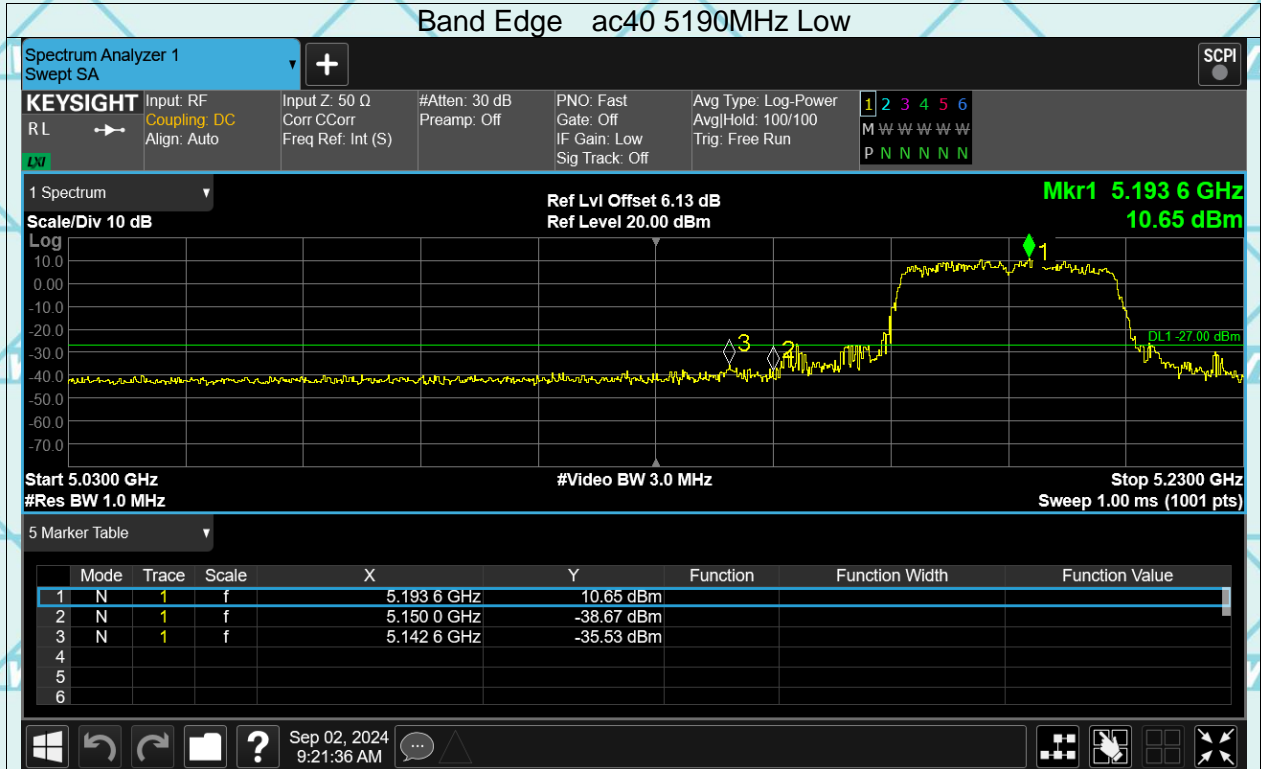 Band Edge ac40 5190MHz Low
Spectrum Analyzer 1
Swept SA
+
SCPI
KEYSIGHT Input: RF Input Z: 50 Ω #Atten: 30 dB PNO: Fast Avg Type: Log-Power 1 2 3 4 5 6
RL Coupling: DC Corr CCorr Preamp: Off Gate: Off Avg|Hold: 100/100 M W W W W W
Align: Auto Freq Ref: Int (S) IF Gain: Low Trig: Free Run P N N N N N
LXI Sig Track: Off
1 Spectrum Ref Lvl Offset 6.13 dB Mkr1 5.193 6 GHz
Scale/Div 10 dB Ref Level 20.00 dBm 10.65 dBm
Log
10.0
0.00
-10.0
-20.0
-30.0
-40.0
-50.0
-60.0
-70.0
1
3
2
DL1 -27.00 dBm
Start 5.0300 GHz #Video BW 3.0 MHz Stop 5.2300 GHz
#Res BW 1.0 MHz Sweep 1.00 ms (1001 pts)
5 Marker Table
Mode Trace Scale X Y Function Function Width Function Value
1 N 1 f 5.193 6 GHz 10.65 dBm
2 N 1 f 5.150 0 GHz -38.67 dBm
3 N 1 f 5.142 6 GHz -35.53 dBm
4
5
6
? Sep 02, 2024
9:21:36 AM